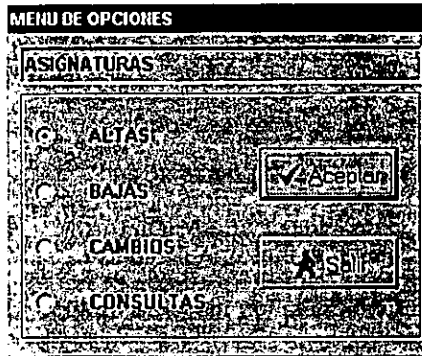 MENU DE OPCIONES
ASIGNATURAS
ALTAS
BAJAS
Aceptar
CAMBIOS
Salir
CONSULTAS